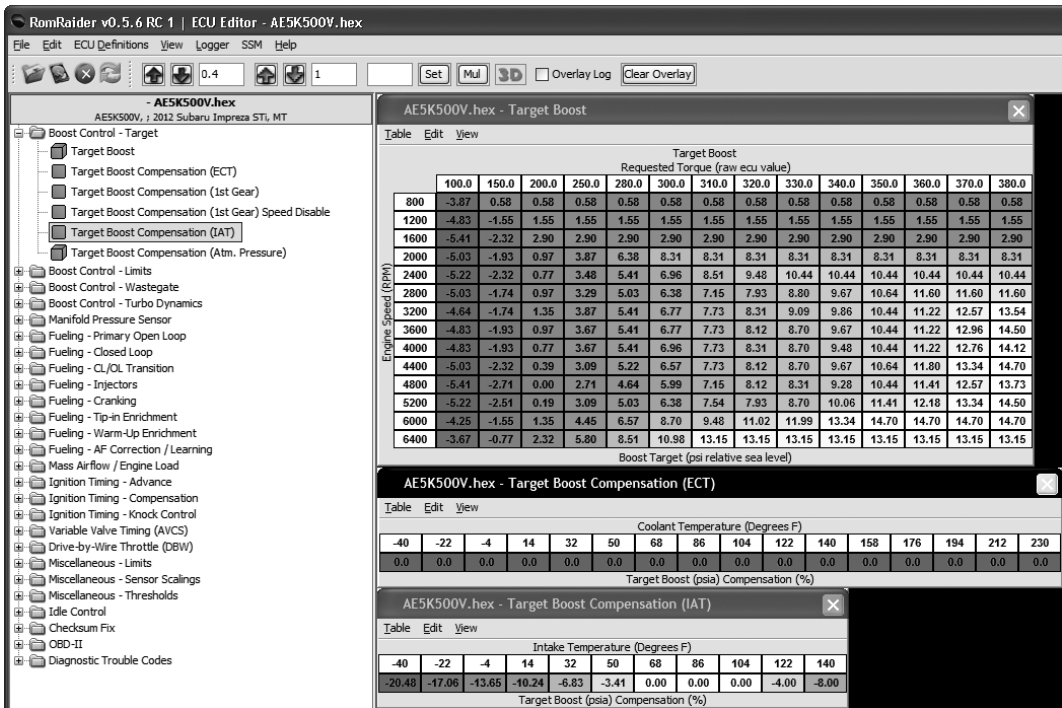 RomRaider v0.5.6 RC 1 | ECU Editor - AE5K500V.hex
File Edit ECU Definitions View Logger SSM Help
0.4 1 Set Mul 3D Overlay Log Clear Overlay
- AE5K500V.hex
AE5K500V, ; 2012 Subaru Impreza STi, MT
Boost Control - Target
Target Boost
Target Boost Compensation (ECT)
Target Boost Compensation (1st Gear)
Target Boost Compensation (1st Gear) Speed Disable
Target Boost Compensation (IAT)
Target Boost Compensation (Atm. Pressure)
Boost Control - Limits
Boost Control - Wastegate
Boost Control - Turbo Dynamics
Manifold Pressure Sensor
Fueling - Primary Open Loop
Fueling - Closed Loop
Fueling - CL/OL Transition
Fueling - Injectors
Fueling - Cranking
Fueling - Tip-in Enrichment
Fueling - Warm-Up Enrichment
Fueling - AF Correction / Learning
Mass Airflow / Engine Load
Ignition Timing - Advance
Ignition Timing - Compensation
Ignition Timing - Knock Control
Variable Valve Timing (AVCS)
Drive-by-Wire Throttle (DBW)
Miscellaneous - Limits
Miscellaneous - Sensor Scalings
Miscellaneous - Thresholds
Idle Control
Checksum Fix
OBD-II
Diagnostic Trouble Codes
AE5K500V.hex - Target Boost
Table Edit View
Target Boost
Requested Torque (raw ecu value)
100.0 150.0 200.0 250.0 280.0 300.0 310.0 320.0 330.0 340.0 350.0 360.0 370.0 380.0
Engine Speed (RPM)
800 -3.87 0.58 0.58 0.58 0.58 0.58 0.58 0.58 0.58 0.58 0.58 0.58 0.58 0.58
1200 -4.83 -1.55 1.55 1.55 1.55 1.55 1.55 1.55 1.55 1.55 1.55 1.55 1.55 1.55
1600 -5.41 -2.32 2.90 2.90 2.90 2.90 2.90 2.90 2.90 2.90 2.90 2.90 2.90 2.90
2000 -5.03 -1.93 0.97 3.87 6.38 8.31 8.31 8.31 8.31 8.31 8.31 8.31 8.31 8.31
2400 -5.22 -2.32 0.77 3.48 5.41 6.96 8.51 9.48 10.44 10.44 10.44 10.44 10.44 10.44
2800 -5.03 -1.74 0.97 3.29 5.03 6.38 7.15 7.93 8.80 9.67 10.64 11.60 11.60 11.60
3200 -4.64 -1.74 1.35 3.87 5.41 6.77 7.73 8.31 9.09 9.86 10.44 11.22 12.57 13.54
3600 -4.83 -1.93 0.97 3.67 5.41 6.77 7.73 8.12 8.70 9.67 10.44 11.22 12.96 14.50
4000 -4.83 -1.93 0.77 3.67 5.41 6.96 7.73 8.31 8.70 9.48 10.44 11.22 12.76 14.12
4400 -5.03 -2.32 0.39 3.09 5.22 6.57 7.73 8.12 8.70 9.67 10.64 11.80 13.34 14.70
4800 -5.41 -2.71 0.00 2.71 4.64 5.99 7.15 8.12 8.31 9.28 10.44 11.41 12.57 13.73
5200 -5.22 -2.51 0.19 3.09 5.03 6.38 7.54 7.93 8.70 10.06 11.41 12.18 13.34 14.50
6000 -4.25 -1.55 1.35 4.45 6.57 8.70 9.48 11.02 11.99 13.34 14.70 14.70 14.70 14.70
6400 -3.67 -0.77 2.32 5.80 8.51 10.98 13.15 13.15 13.15 13.15 13.15 13.15 13.15 13.15
Boost Target (psi relative sea level)
AE5K500V.hex - Target Boost Compensation (ECT)
Table Edit View
Coolant Temperature (Degrees F)
-40 -22 -4 14 32 50 68 86 104 122 140 158 176 194 212 230
0.0 0.0 0.0 0.0 0.0 0.0 0.0 0.0 0.0 0.0 0.0 0.0 0.0 0.0 0.0 0.0
Target Boost (psia) Compensation (%)
AE5K500V.hex - Target Boost Compensation (IAT)
Table Edit View
Intake Temperature (Degrees F)
-40 -22 -4 14 32 50 68 86 104 122 140
-20.48 -17.06 -13.65 -10.24 -6.83 -3.41 0.00 0.00 0.00 -4.00 -8.00
Target Boost (psia) Compensation (%)